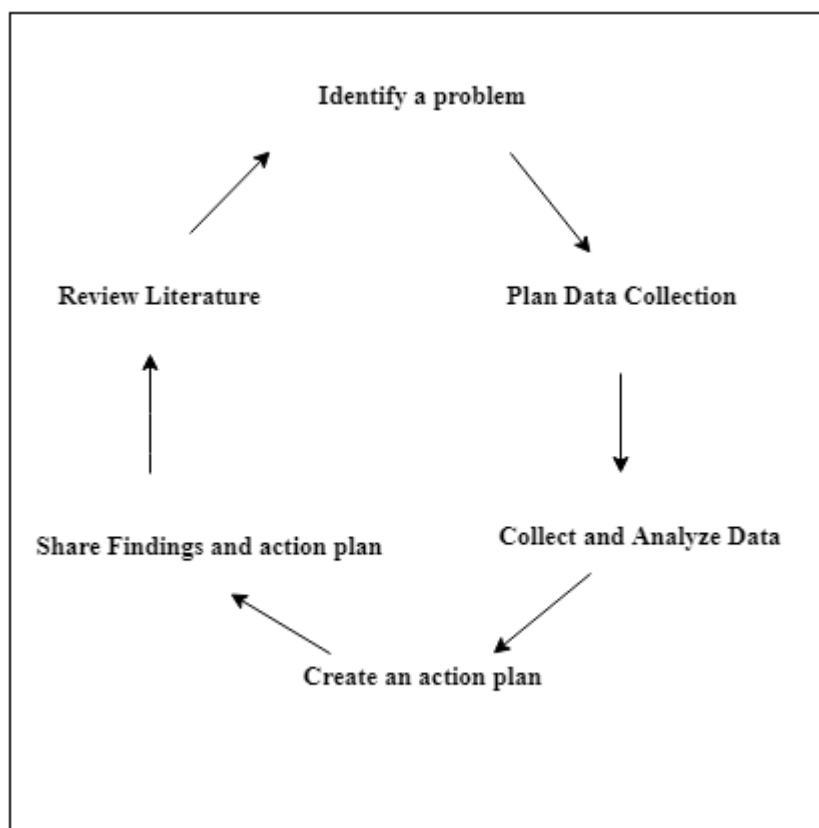 Identify a problem
Review Literature
Plan Data Collection
Share Findings and action plan
Collect and Analyze Data
Create an action plan